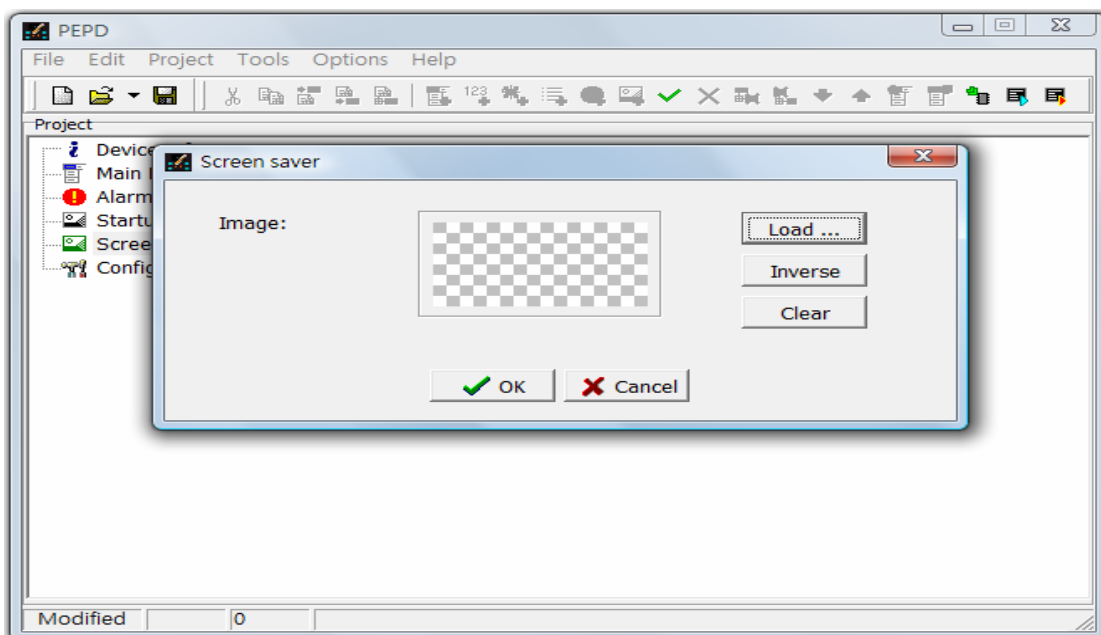 PEPD
File Edit Project Tools Options Help
123
Project
Device
Screen saver
Main
Alarm
Image:
Load ...
Startu
Scree
Config
Inverse
Clear
OK Cancel
Modified 0